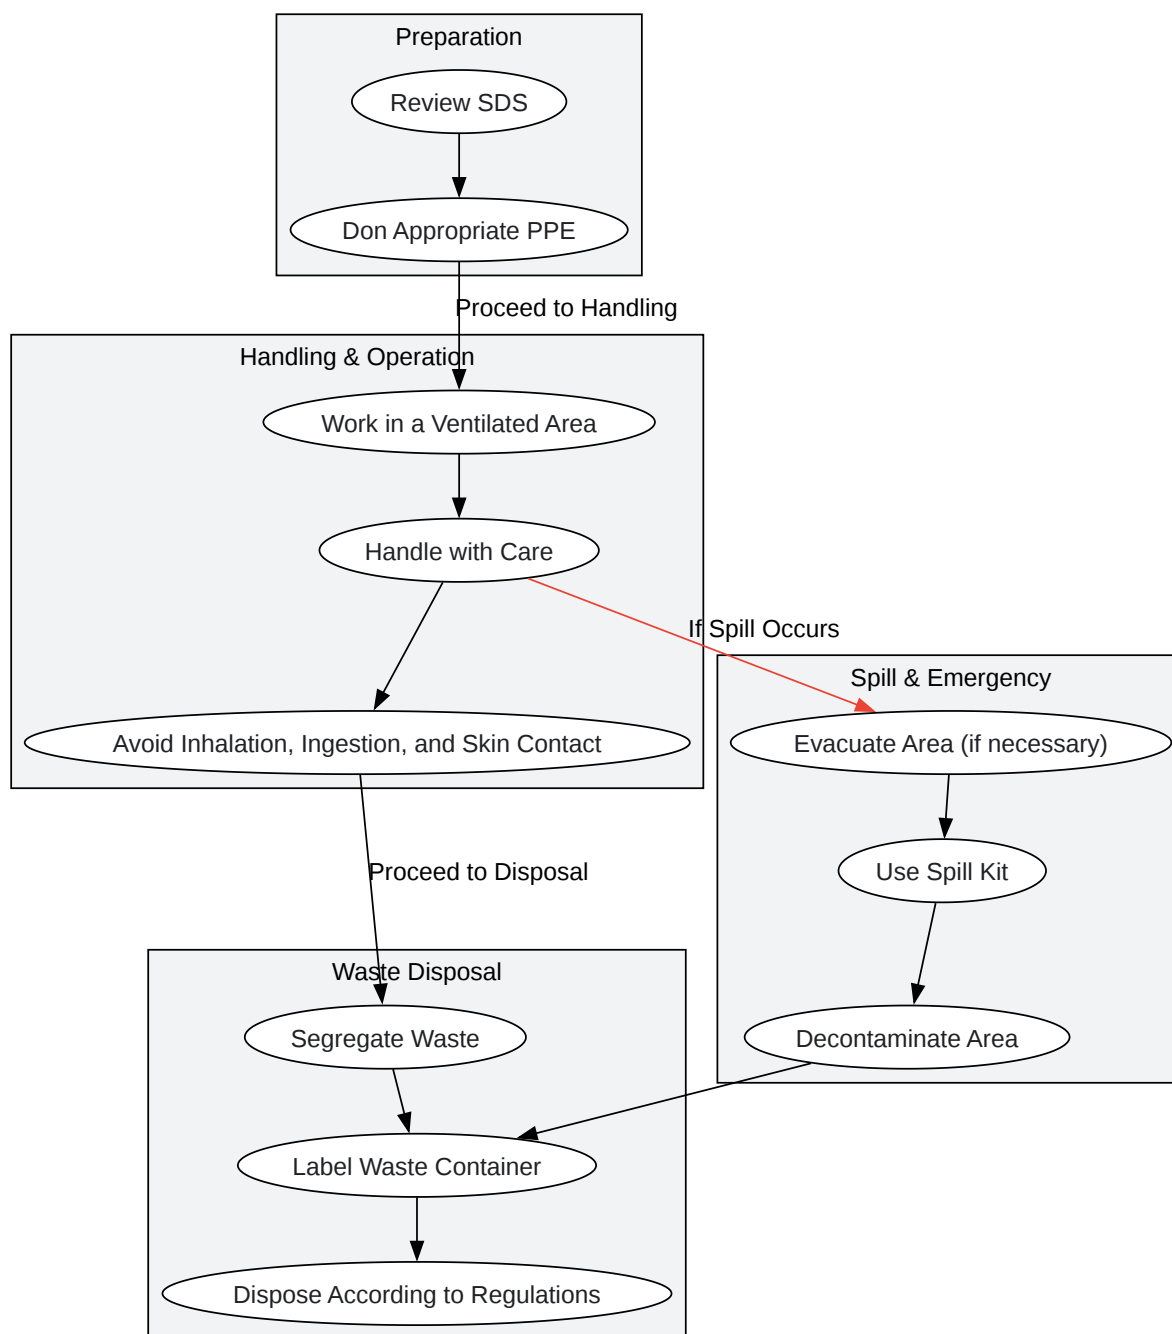 Preparation
Review SDS
Don Appropriate PPE
Proceed to Handling
Handling & Operation
Work in a Ventilated Area
Handle with Care
If Spill Occurs
Spill & Emergency
Avoid Inhalation, Ingestion, and Skin Contact
Evacuate Area (if necessary)
Proceed to Disposal
Use Spill Kit
Waste Disposal
Segregate Waste
Decontaminate Area
Label Waste Container
Dispose According to Regulations